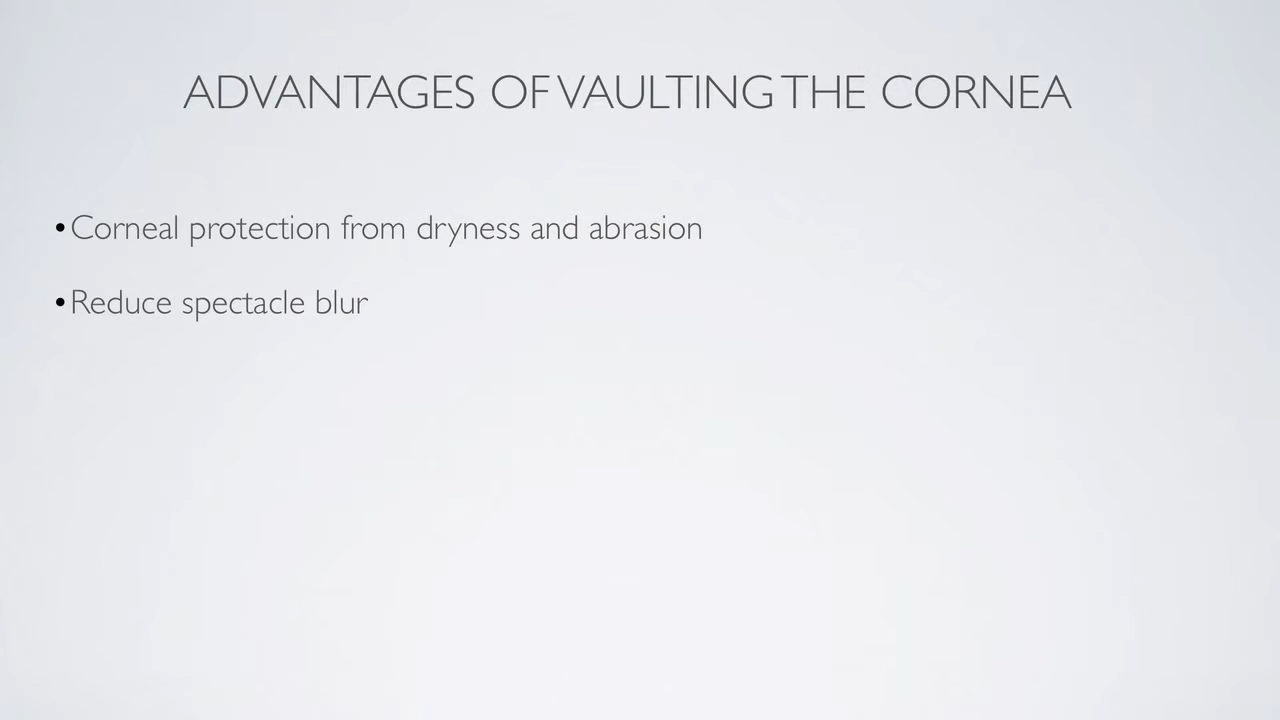 ADVANTAGES OF VAULTING THE CORNEA
•Corneal protection from dryness and abrasion
•Reduce spectacle blur